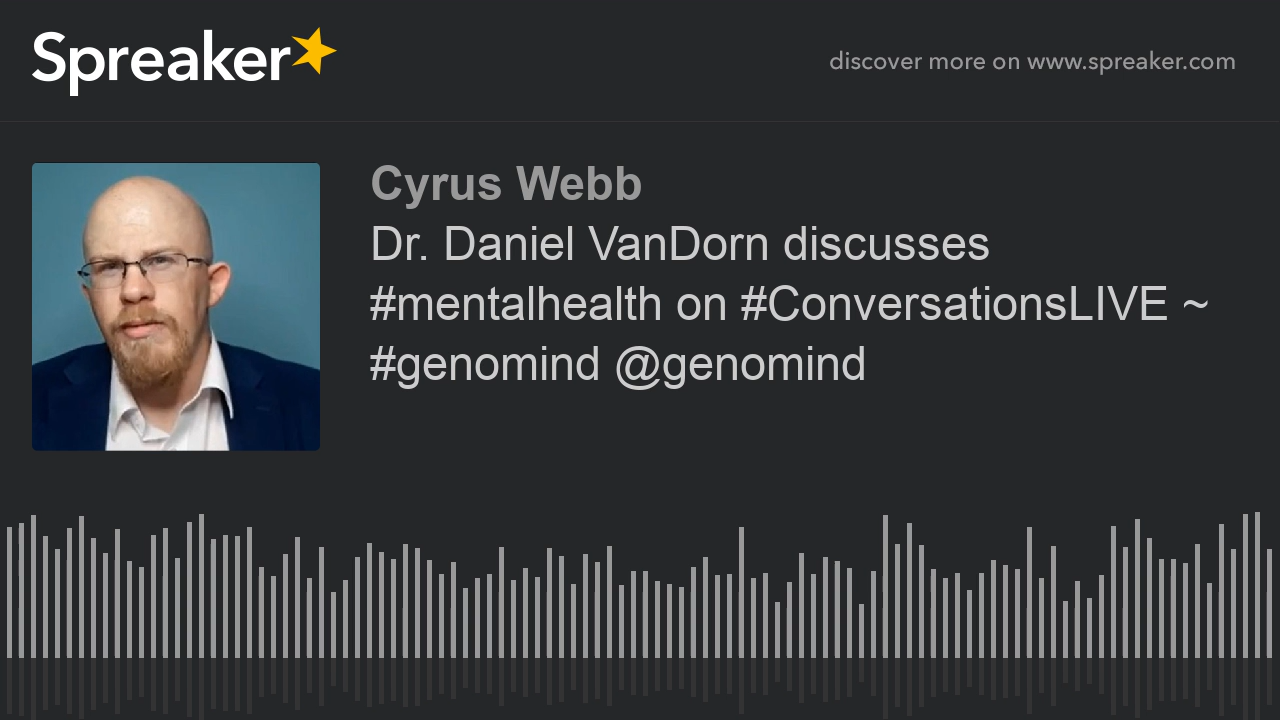 Spreaker
discover more on www.spreaker.com
Cyrus Webb
Dr. Daniel VanDorn discusses
#mentalhealth on #ConversationsLIVE ~
#genomind @genomind